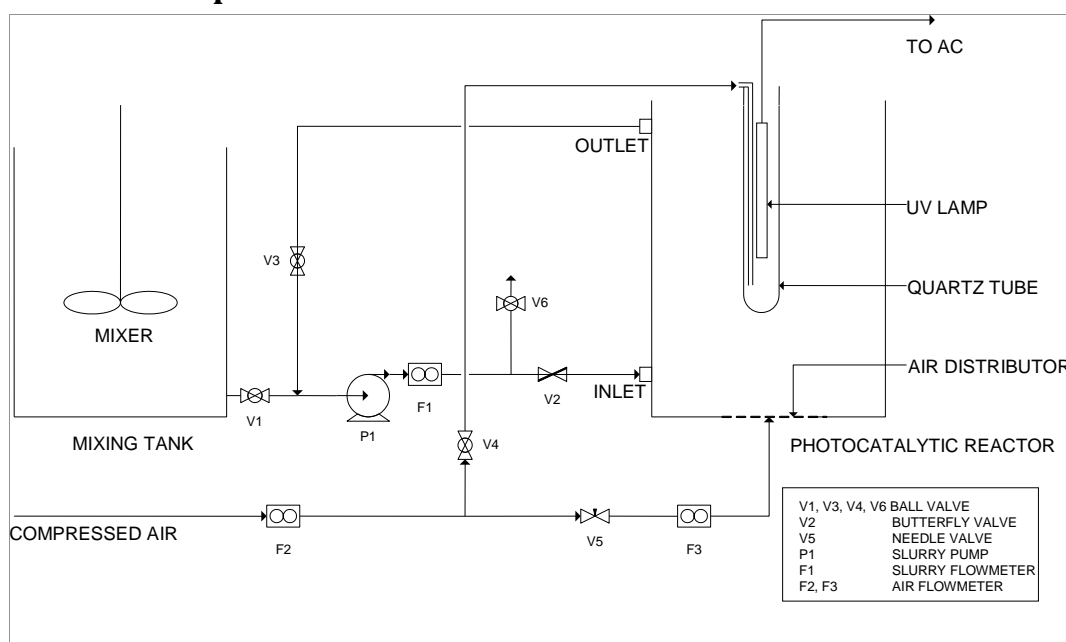 TO AC
OUTLET
UV LAMP
V3
QUARTZ TUBE
V6
MIXER
AIR DISTRIBUTOR
INLET
F1
V2
V1
P1
MIXING TANK
V4
PHOTOCATALYTIC REACTOR
COMPRESSED AIR
F2
V5
F3
V1, V3, V4, V6 BALL VALVE
V2 BUTTERFLY VALVE
V5 NEEDLE VALVE
P1 SLURRY PUMP
F1 SLURRY FLOWMETER
F2, F3 AIR FLOWMETER